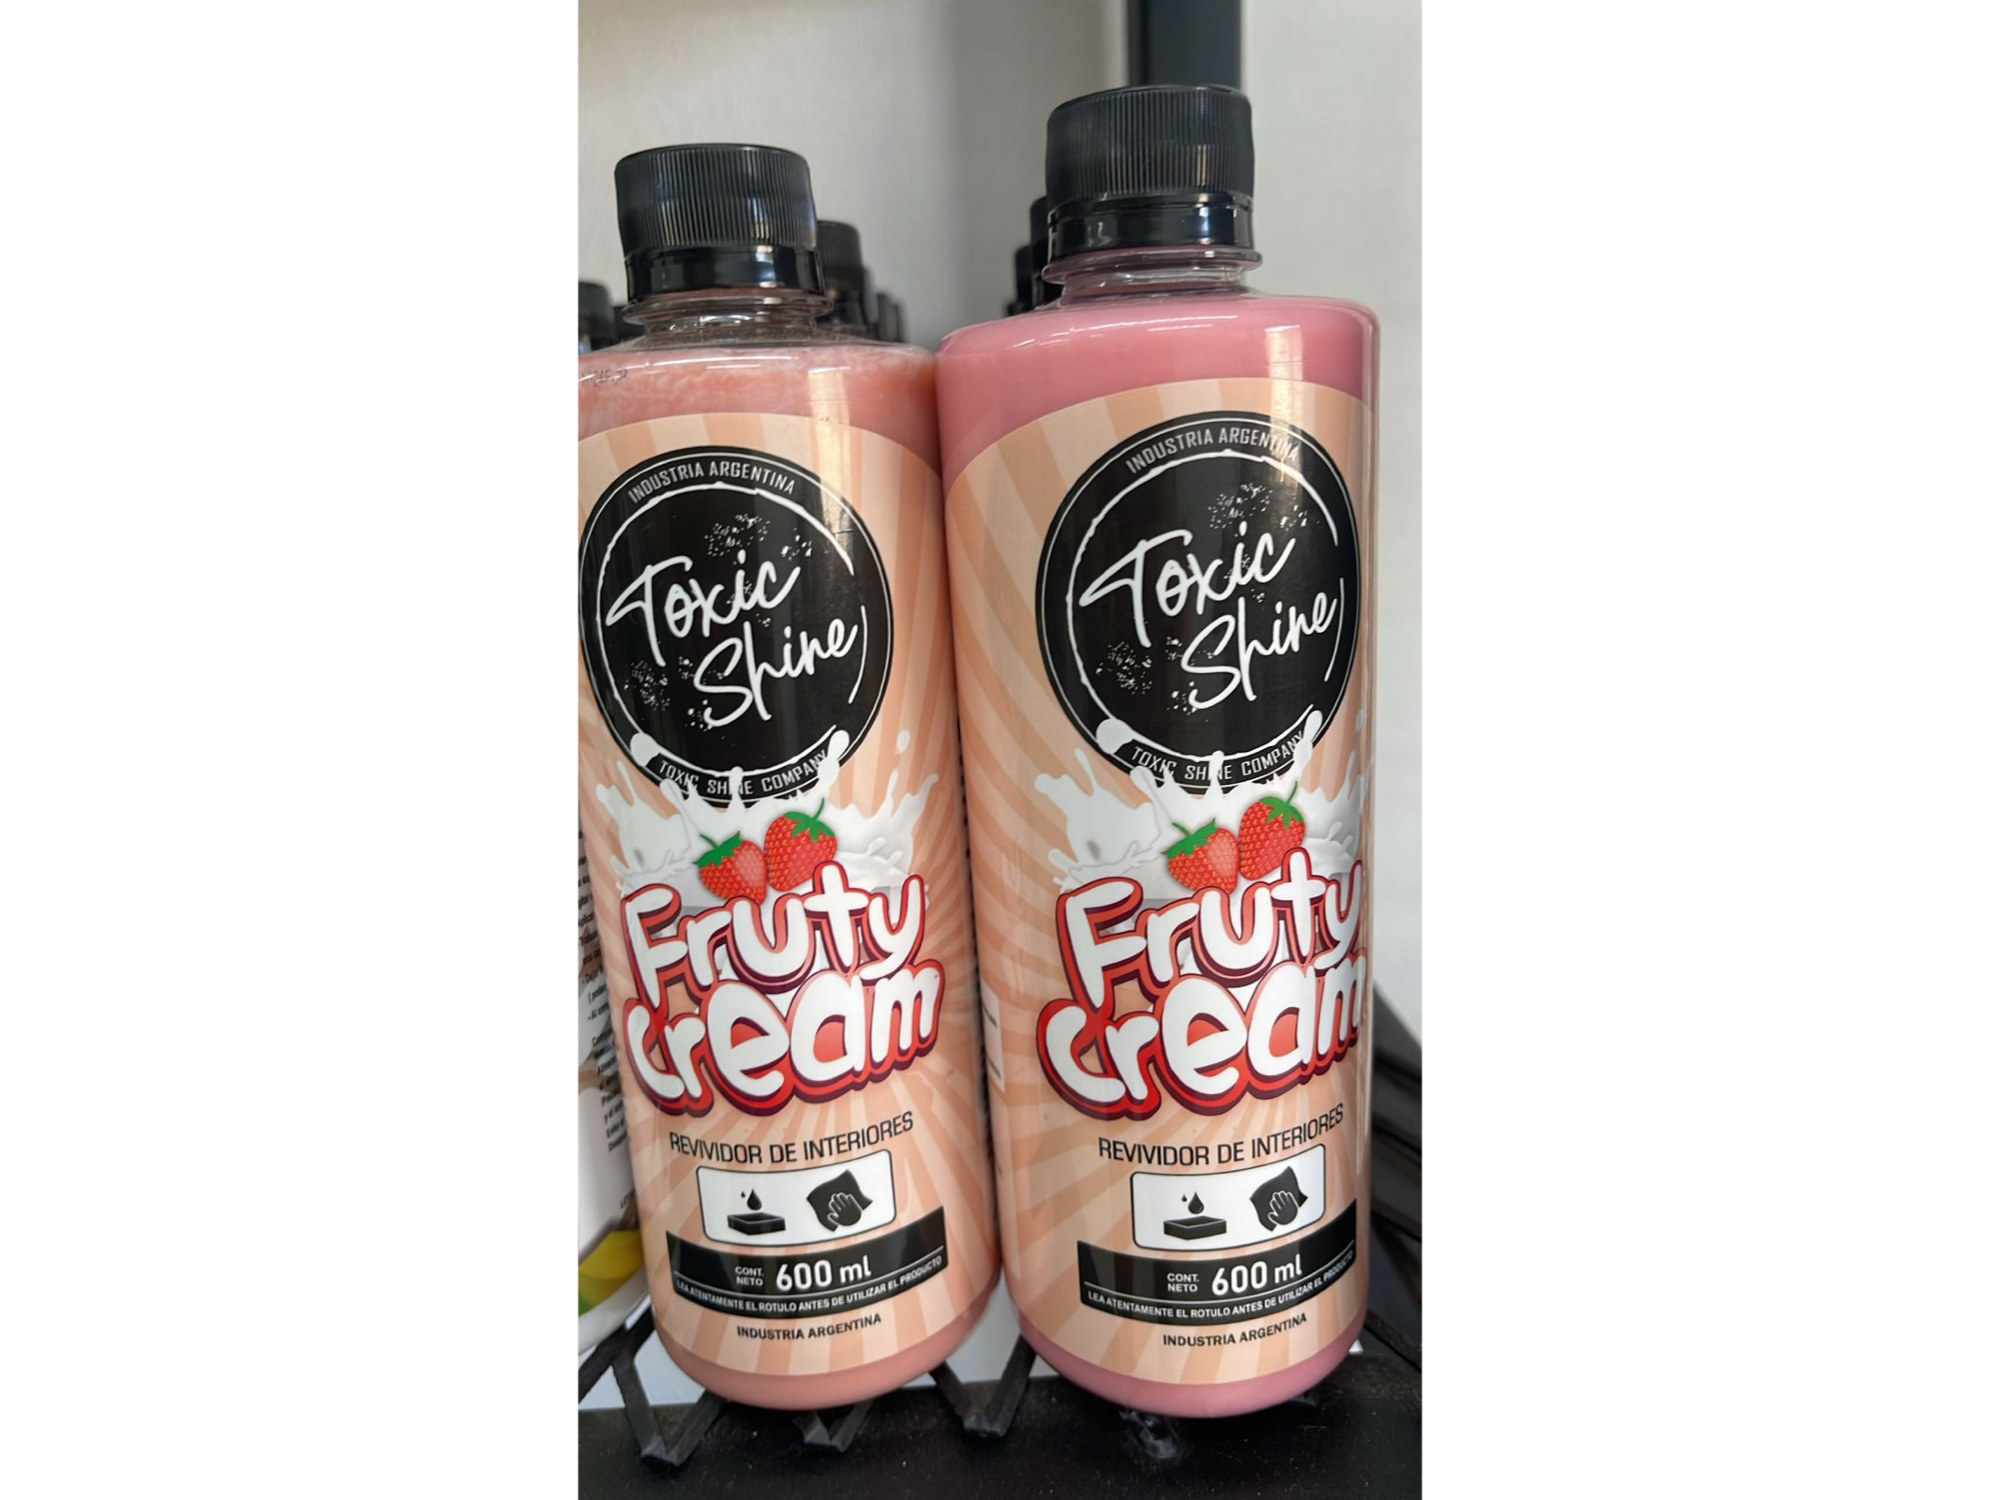 INDUSTRIA ARGENTINA
Toxic
Shine
TOXIC SHINE COMPANY
Fruty
cream
REVIVIDOR DE INTERIORES
CONT.
NETO 600 ml
LEA ATENTAMENTE EL ROTULO ANTES DE UTILIZAR EL PRODUCTO
INDUSTRIA ARGENTINA
INDUSTRIA ARGENTINA
Toxic
Shine
TOXIC SHINE COMPANY
Fruty
cream
REVIVIDOR DE INTERIORES
CONT.
NETO 600 ml
LEA ATENTAMENTE EL ROTULO ANTES DE UTILIZAR EL PRODUCTO
INDUSTRIA ARGENTINA